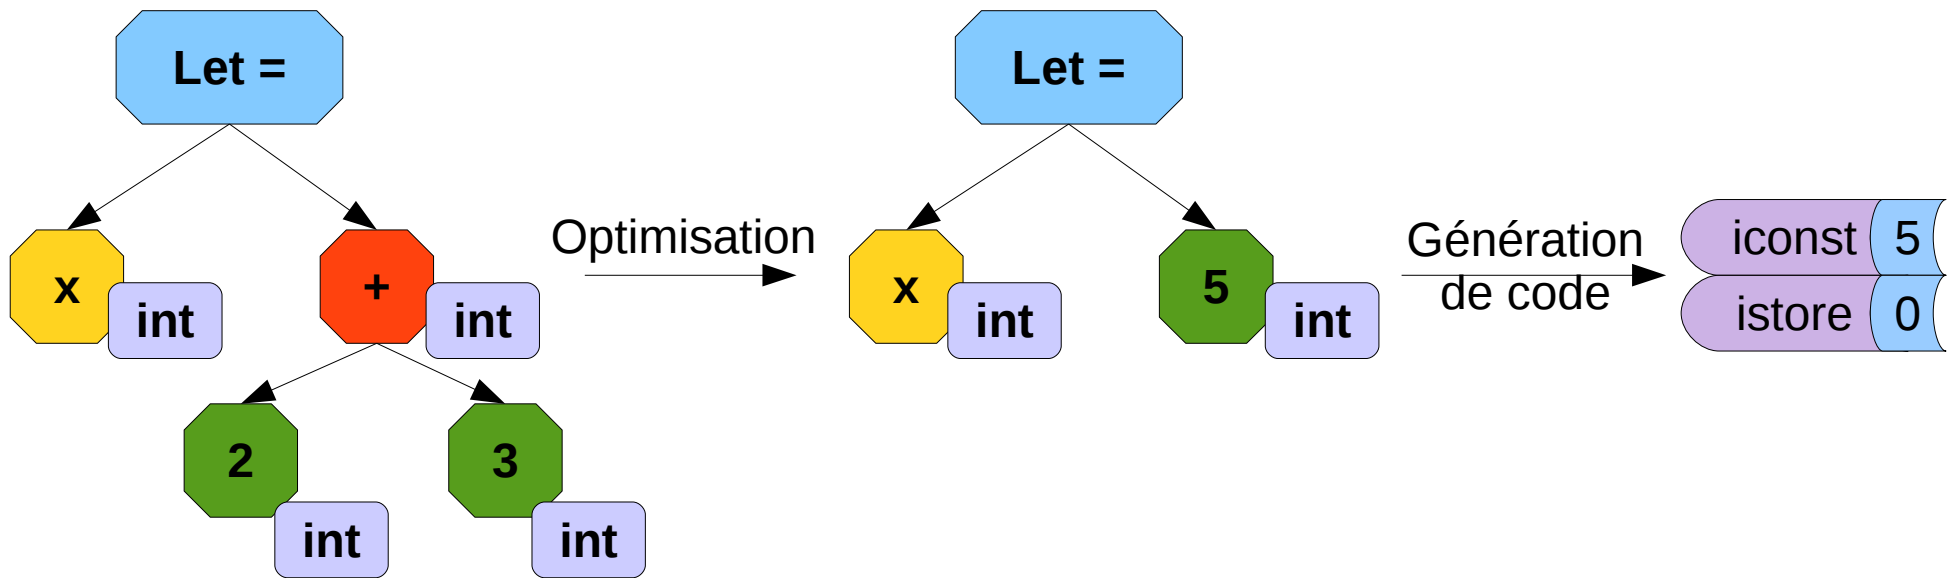 Let =
x
int
+
int
2
int
3
int
Optimisation
Let =
x
int
5
int
Génération
de code
iconst 5
istore 0